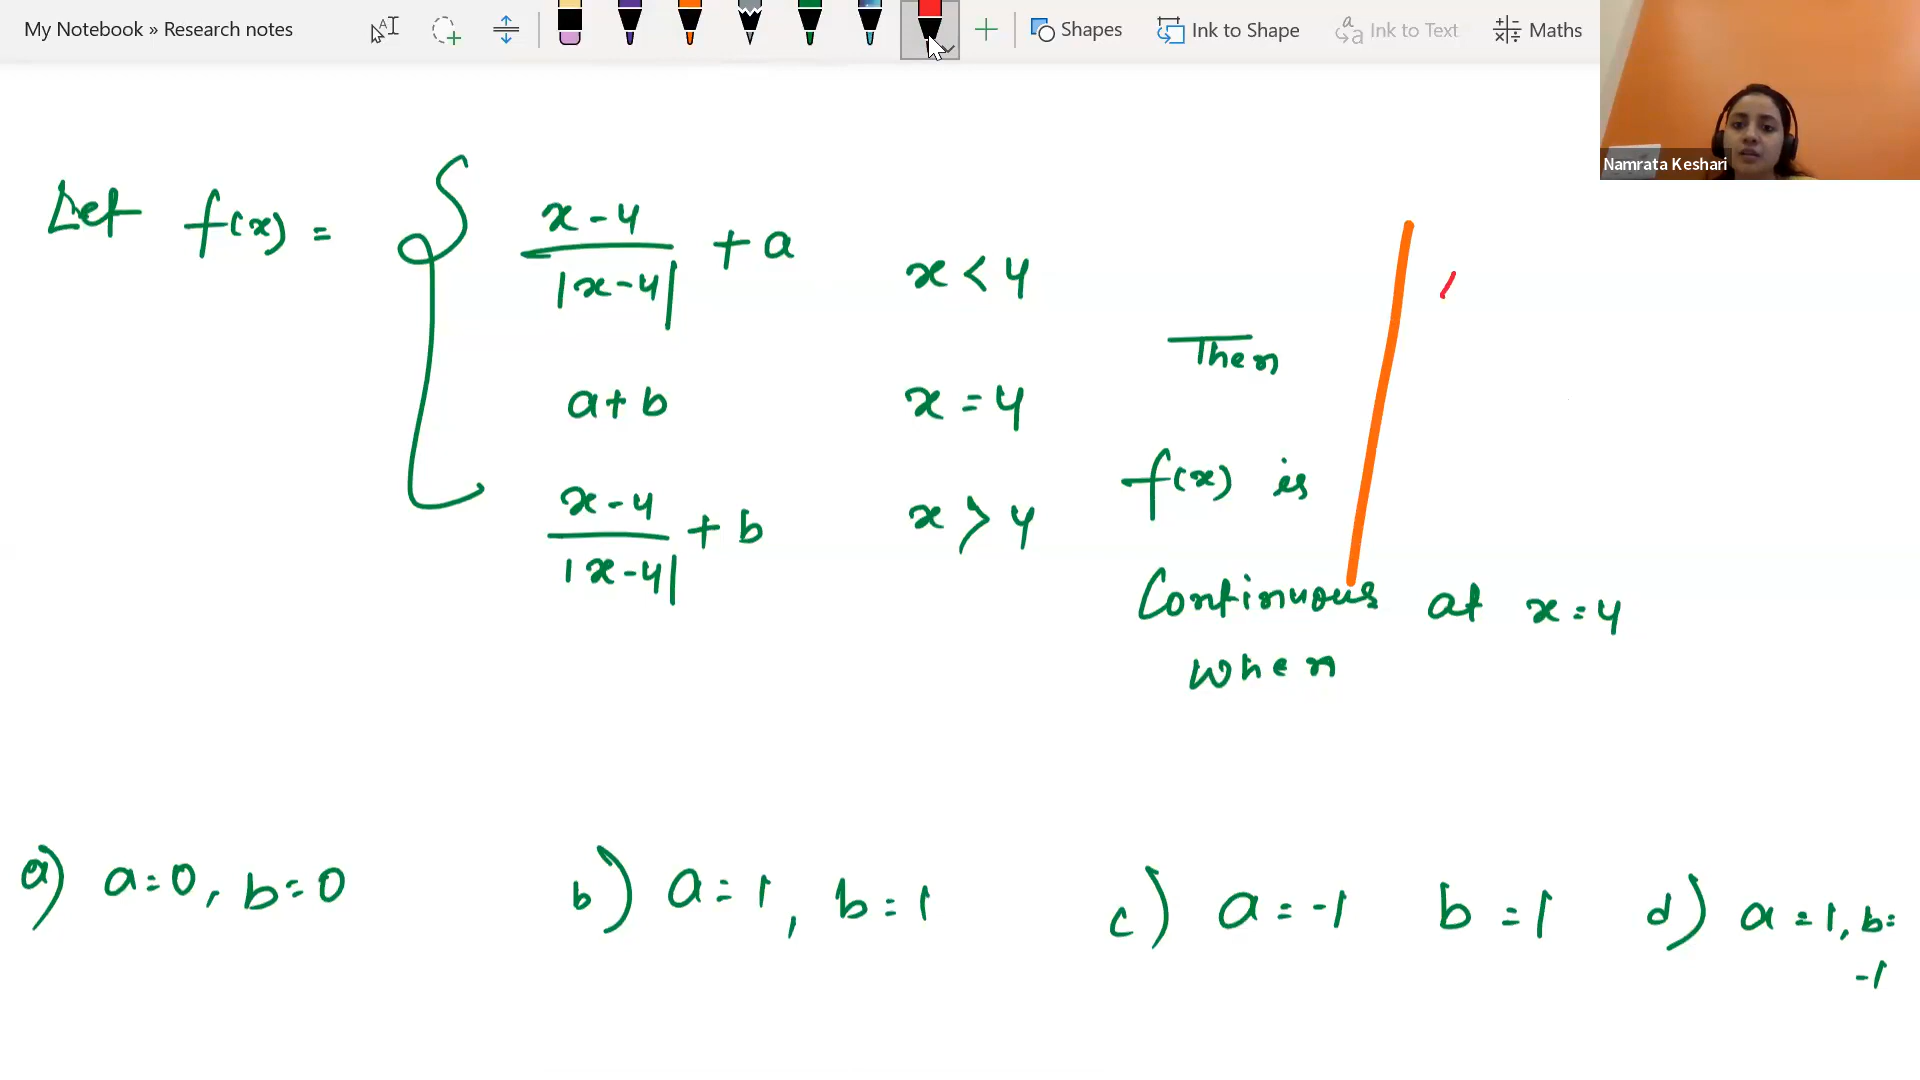 My Notebook » Research notes
Shapes
Ink to Shape
Ink to Text
Maths
Namrata Keshari
Let f(x) =
x-4
|x-4|
+ a
x < 4
a+b
x = 4
x-4
|x-4|
+ b
x > 4
Then
f(x) is
Continuous at x=4
when
a) a=0, b=0
b) a=1, b=1
c) a=-1 b=1
d) a=1, b=
-1